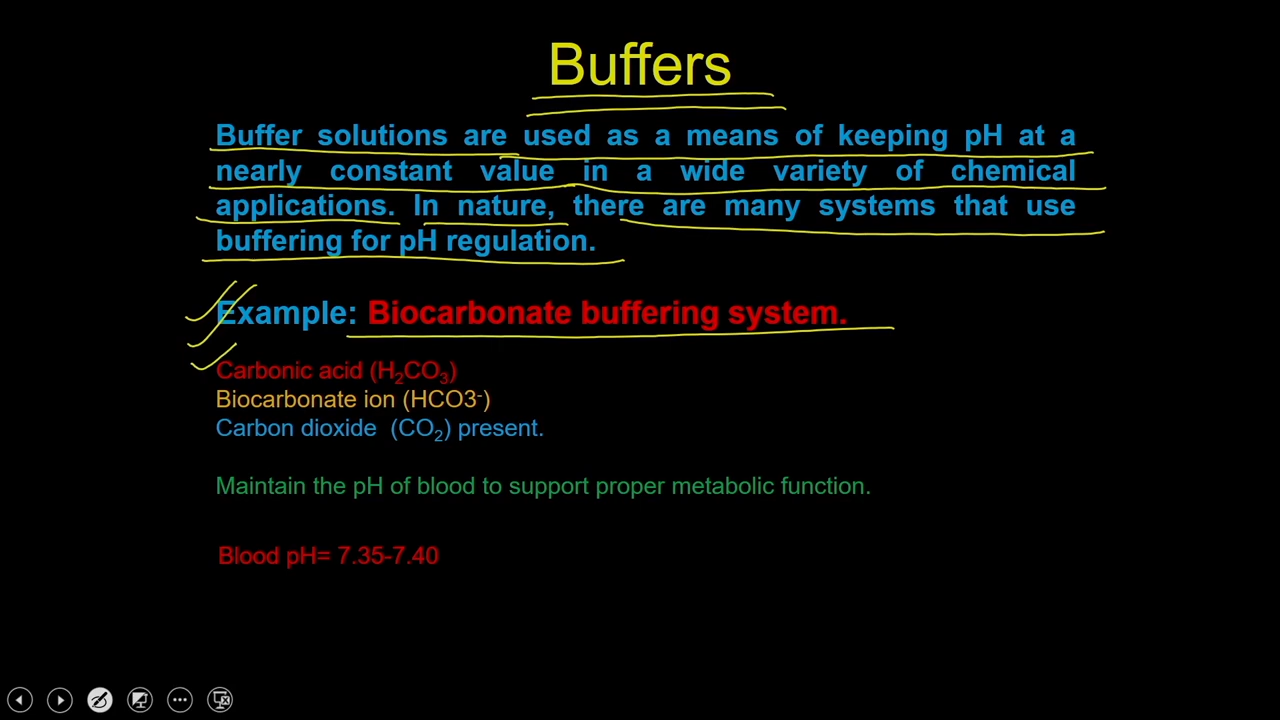 Buffers
Buffer solutions are used as a means of keeping pH at a
nearly constant value in a wide variety of chemical
applications. In nature, there are many systems that use
buffering for pH regulation.
Example: Biocarbonate buffering system.
Carbonic acid (H₂CO₃)
Biocarbonate ion (HCO3⁻)
Carbon dioxide (CO₂) present.
Maintain the pH of blood to support proper metabolic function.
Blood pH= 7.35-7.40